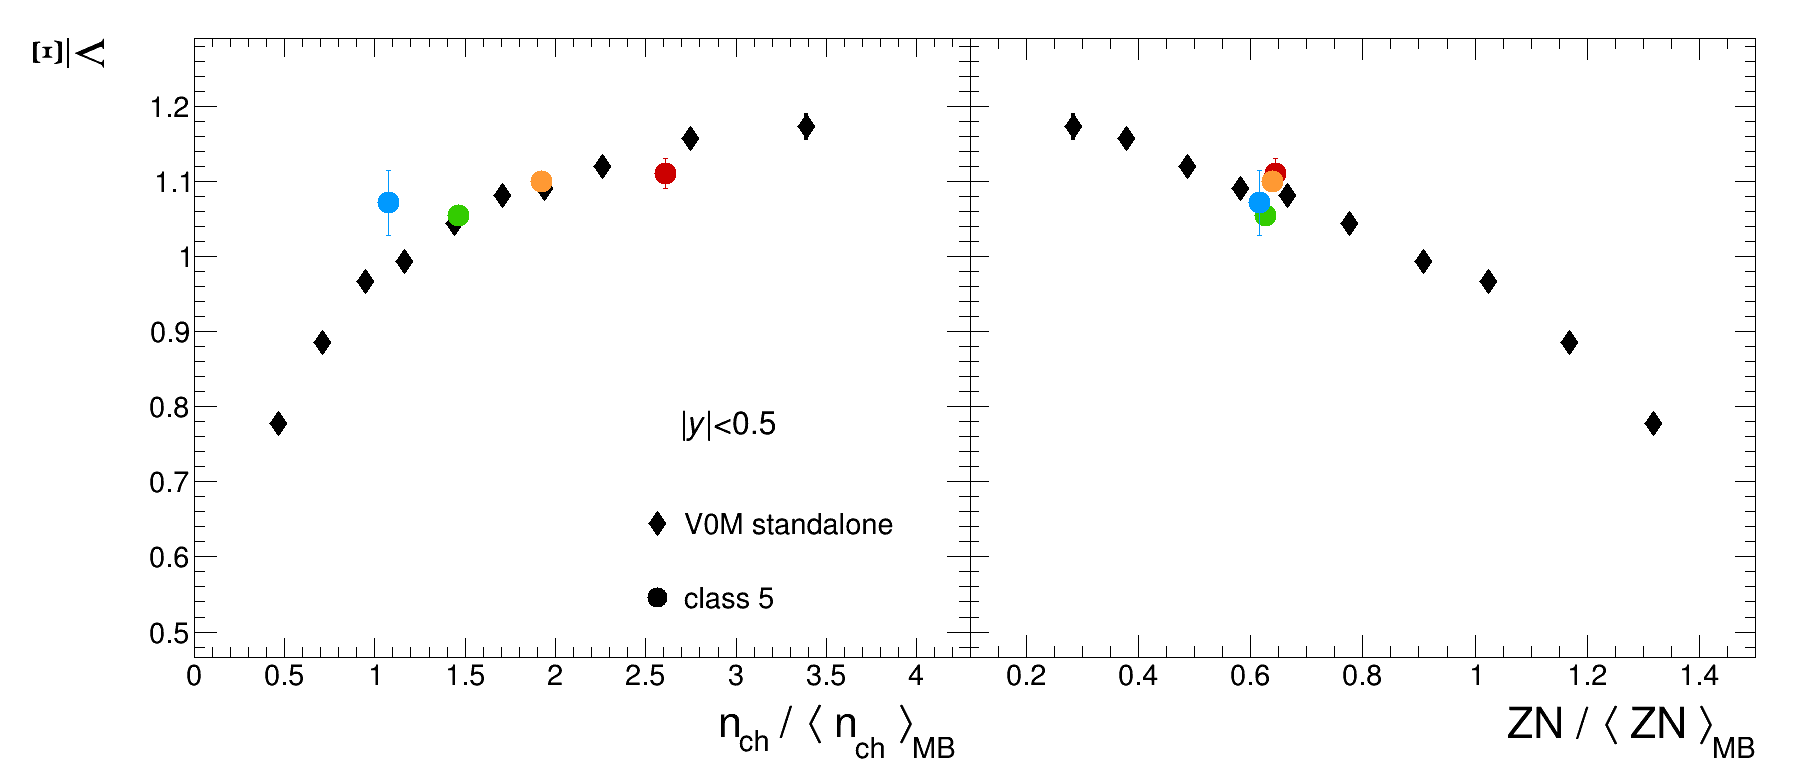 Ξ|Λ
1.2
1.1
1
0.9
0.8
0.7
0.6
0.5
|y|<0.5
V0M standalone
class 5
0 0.5 1 1.5 2 2.5 3 3.5 4
0.2 0.4 0.6 0.8 1 1.2 1.4
n_ch / ⟨ n_ch ⟩_MB
ZN / ⟨ ZN ⟩_MB